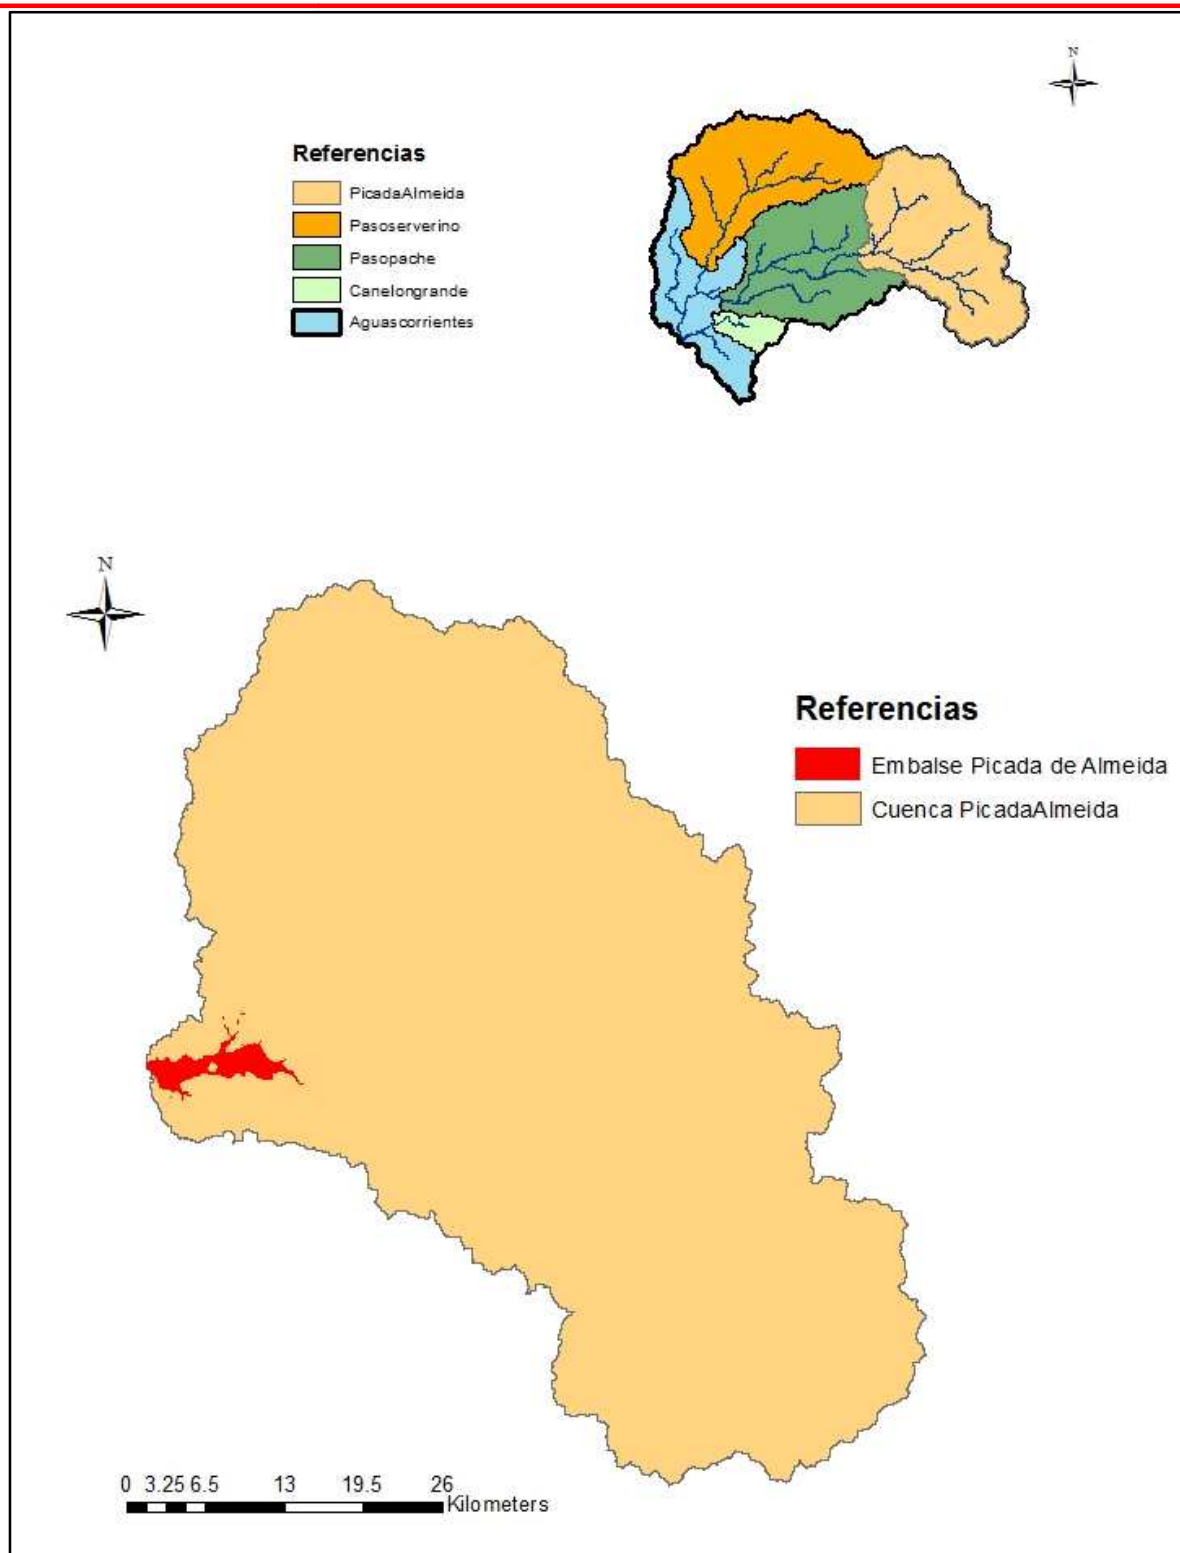 N
Referencias
PicadaAlmeida
Pasoserverino
Pasopache
Canelongrande
Aguascorrientes
N
Referencias
Embalse Picada de Almeida
Cuenca PicadaAlmeida
0 3.25 6.5 13 19.5 26
Kilometers